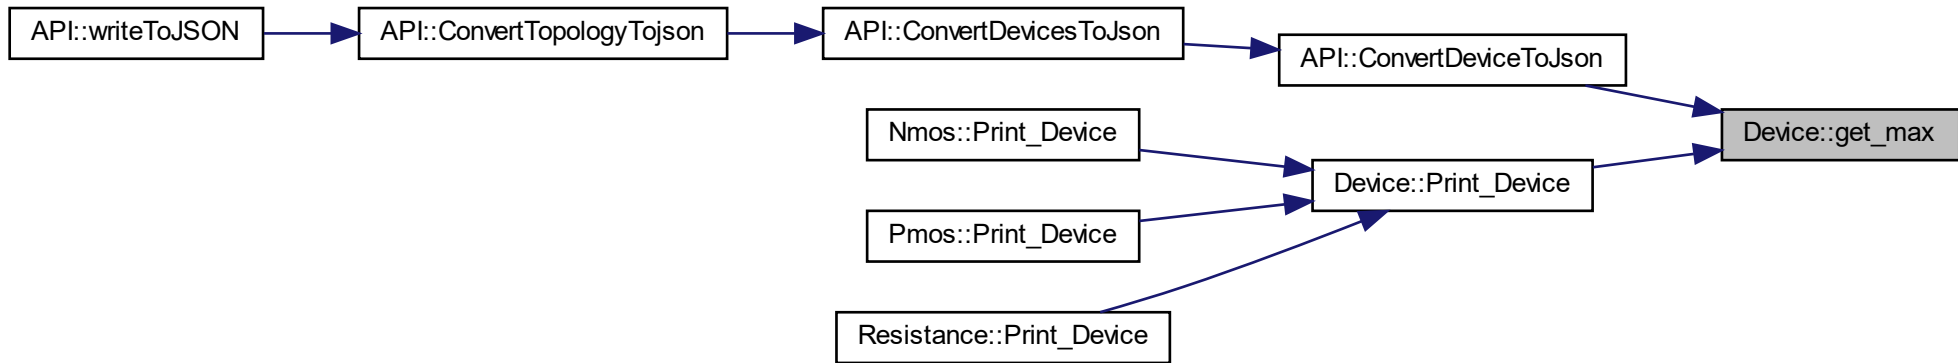 API::writeToJSON
API::ConvertTopologyTojson
API::ConvertDevicesToJson
API::ConvertDeviceToJson
Nmos::Print_Device
Device::get_max
Device::Print_Device
Pmos::Print_Device
Resistance::Print_Device